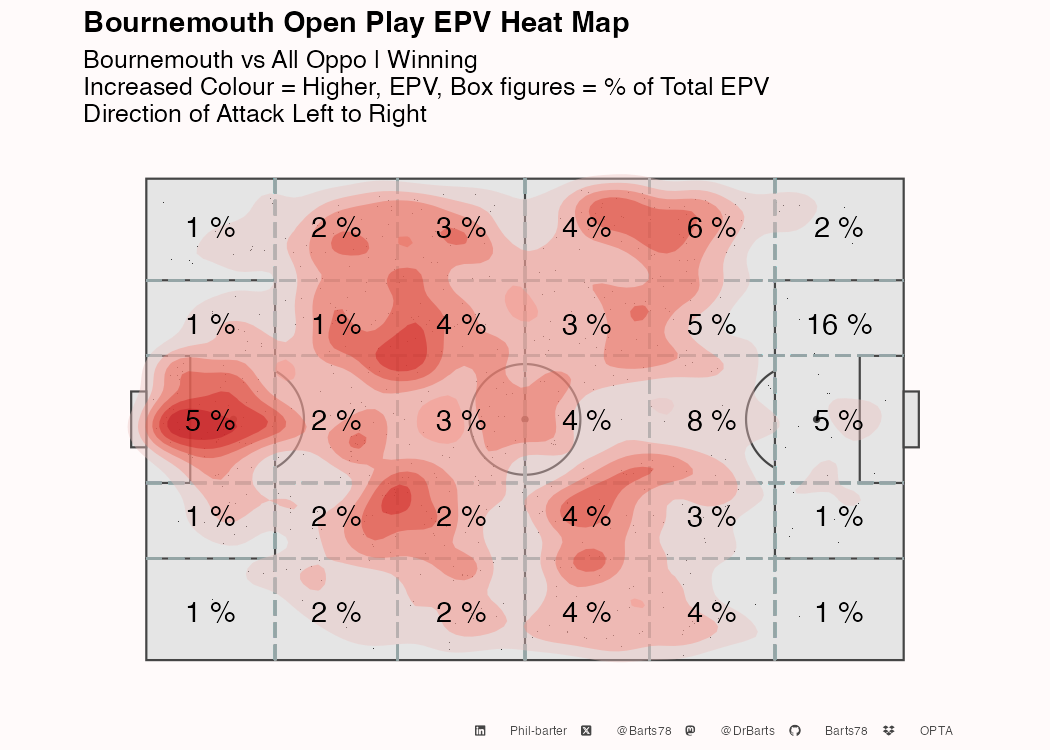 Bournemouth Open Play EPV Heat Map
Bournemouth vs All Oppo | Winning
Increased Colour = Higher, EPV, Box figures = % of Total EPV
Direction of Attack Left to Right
1 % 2 % 3 % 4 % 6 % 2 %
1 % 1 % 4 % 3 % 5 % 16 %
5 % 2 % 3 % 4 % 8 % 5 %
1 % 2 % 2 % 4 % 3 % 1 %
1 % 2 % 2 % 4 % 4 % 1 %
Phil-barter @Barts78 @DrBarts Barts78 OPTA